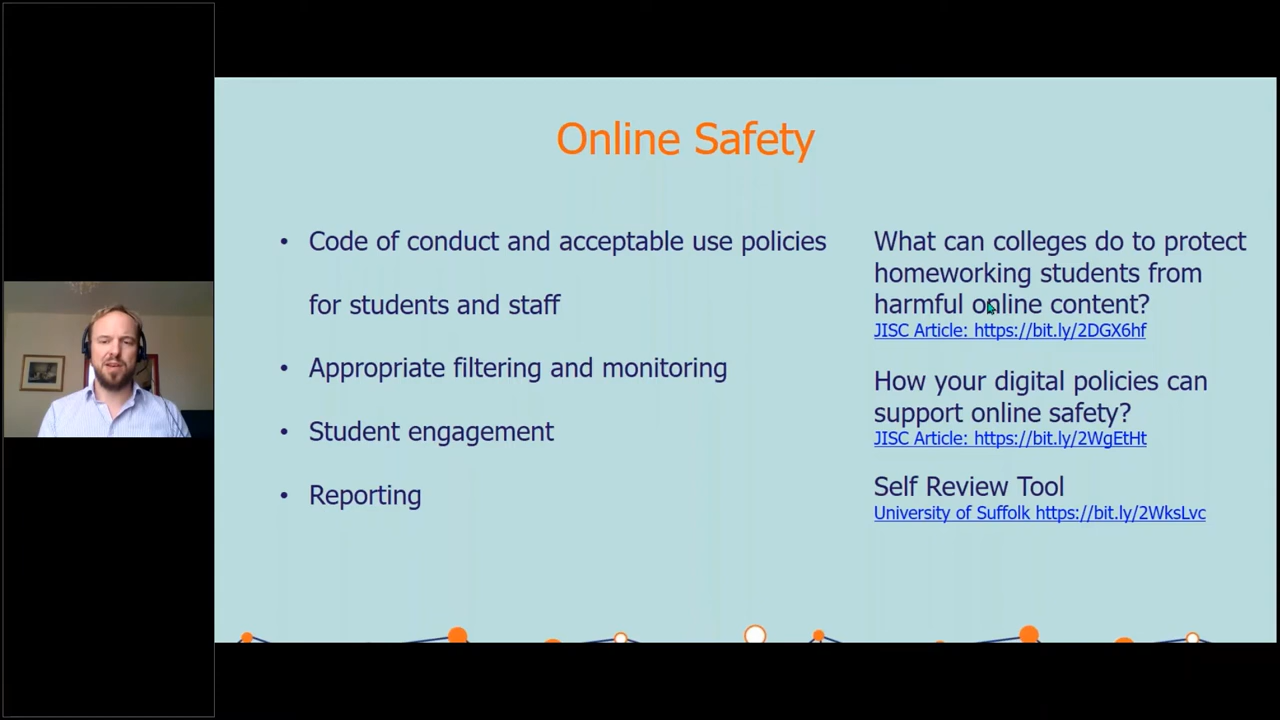 Online Safety
• Code of conduct and acceptable use policies
for students and staff
• Appropriate filtering and monitoring
• Student engagement
• Reporting
What can colleges do to protect
homeworking students from
harmful online content?
JISC Article: https://bit.ly/2DGX6hf
How your digital policies can
support online safety?
JISC Article: https://bit.ly/2WgEtHt
Self Review Tool
University of Suffolk https://bit.ly/2WksLvc